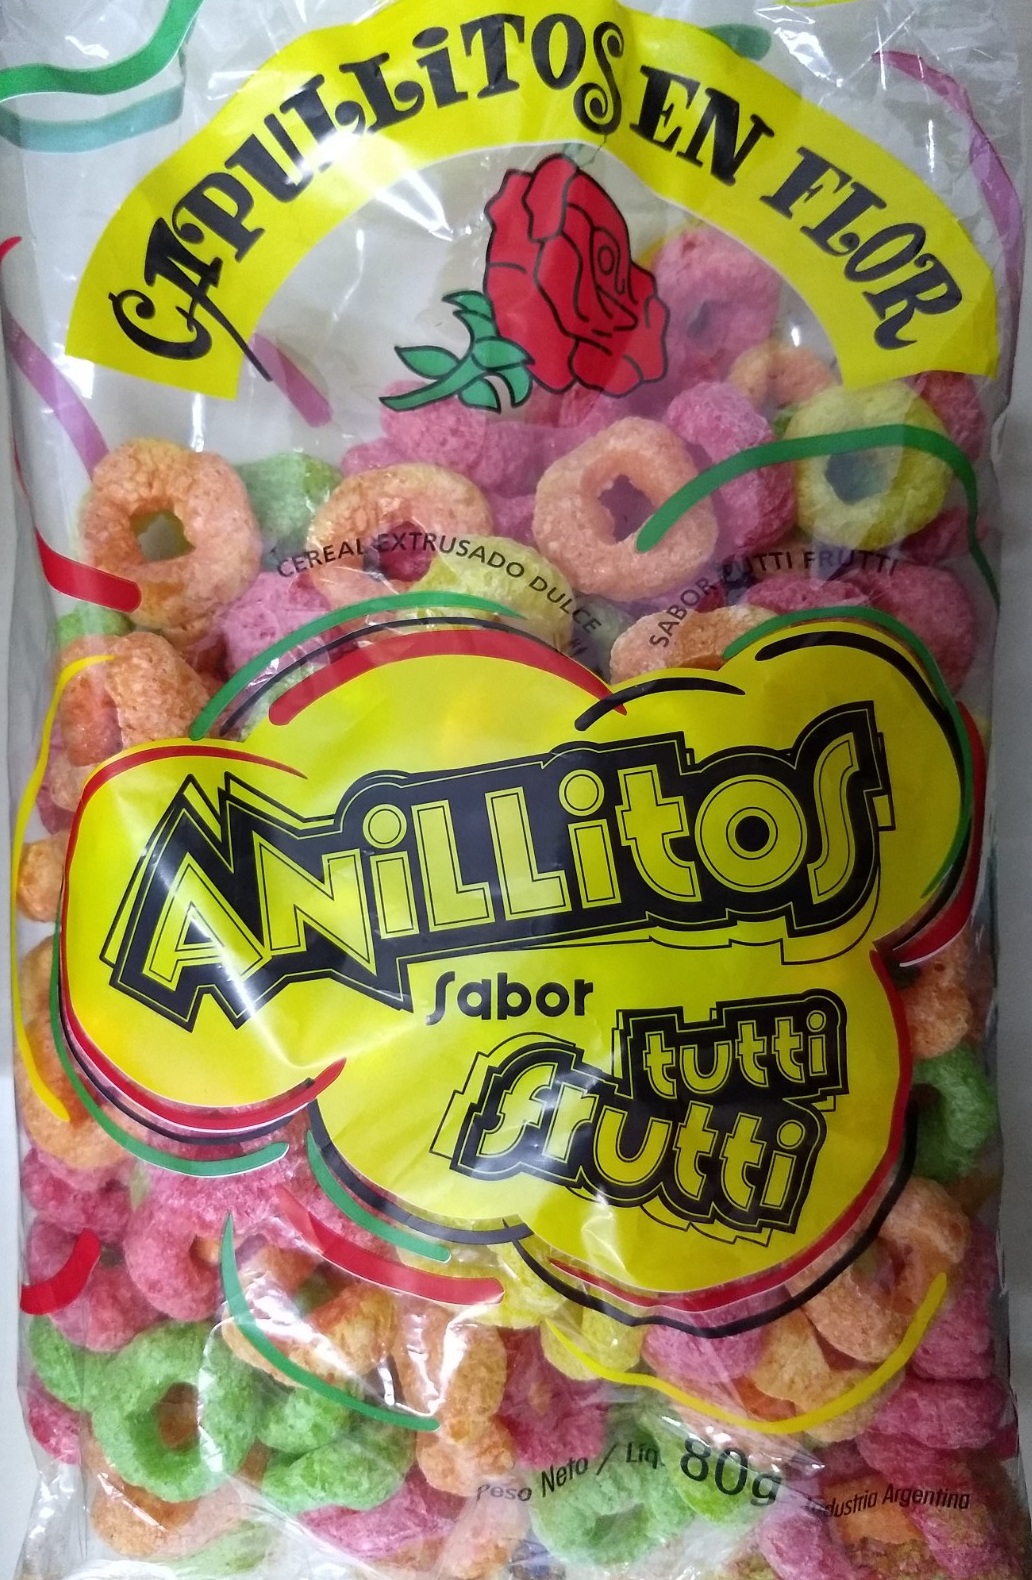 CAPULLITOS EN FLOR
CEREAL EXTRUSADO DULCE
SABOR TUTTI FRUTTI
ANILLITOS
Sabor
tutti
frutti
Peso Neto / Liq. 80g
Industria Argentina